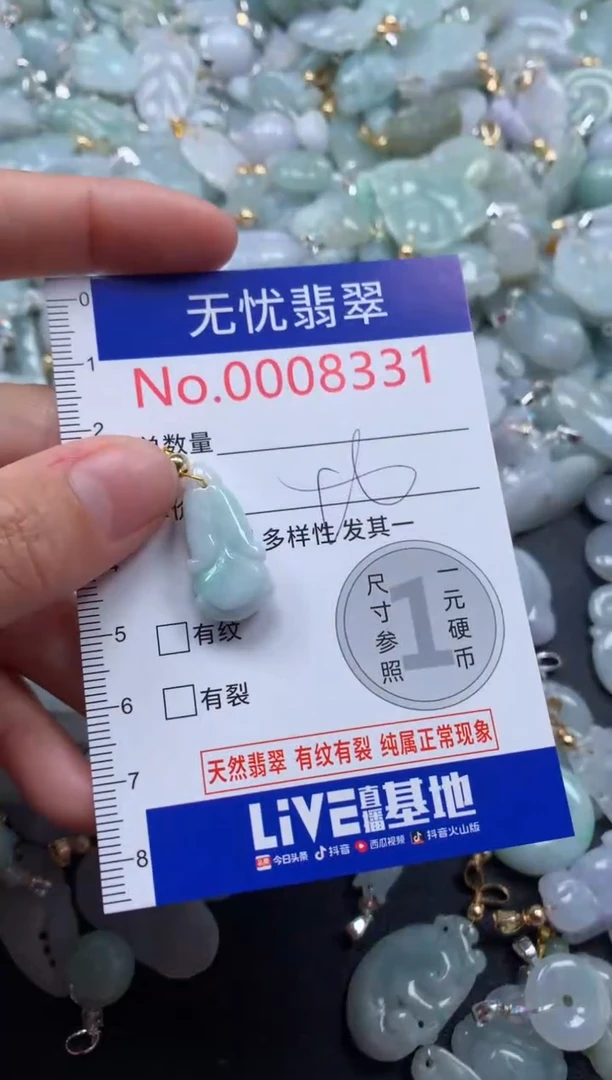 无忧翡翠
No.0008331
0
1
2
数量
多样性 发其一
5
有纹
6
有裂
7
8
尺寸参照
1
一元硬币
天然翡翠 有纹有裂 纯属正常现象
LiVE直播基地
今日头条 抖音 西瓜视频 抖音火山版